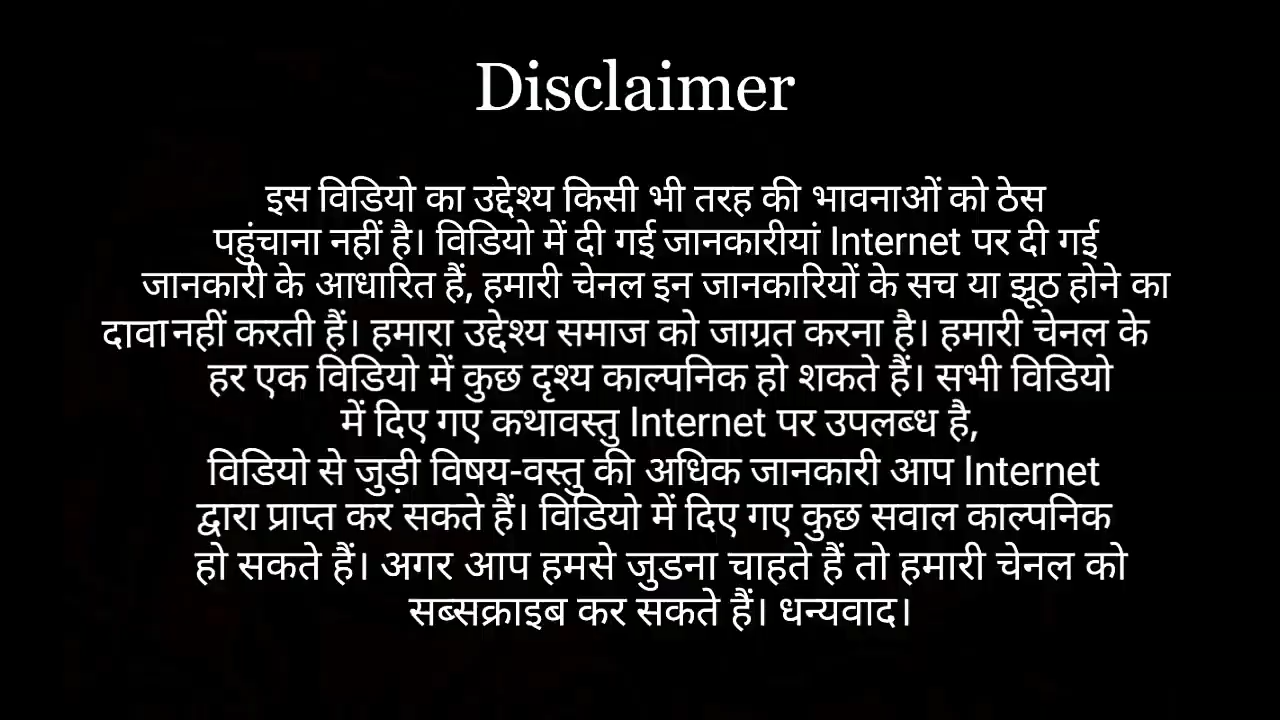 Disclaimer
इस विडियो का उद्देश्य किसी भी तरह की भावनाओं को ठेस
पहुंचाना नहीं है। विडियो में दी गई जानकारीयां Internet पर दी गई
जानकारी के आधारित हैं, हमारी चेनल इन जानकारियों के सच या झूठ होने का
दावा नहीं करती हैं। हमारा उद्देश्य समाज को जाग्रत करना है। हमारी चेनल के
हर एक विडियो में कुछ दृश्य काल्पनिक हो शकते हैं। सभी विडियो
में दिए गए कथावस्तु Internet पर उपलब्ध है,
विडियो से जुड़ी विषय-वस्तु की अधिक जानकारी आप Internet
द्वारा प्राप्त कर सकते हैं। विडियो में दिए गए कुछ सवाल काल्पनिक
हो सकते हैं। अगर आप हमसे जुडना चाहते हैं तो हमारी चेनल को
सब्सक्राइब कर सकते हैं। धन्यवाद।